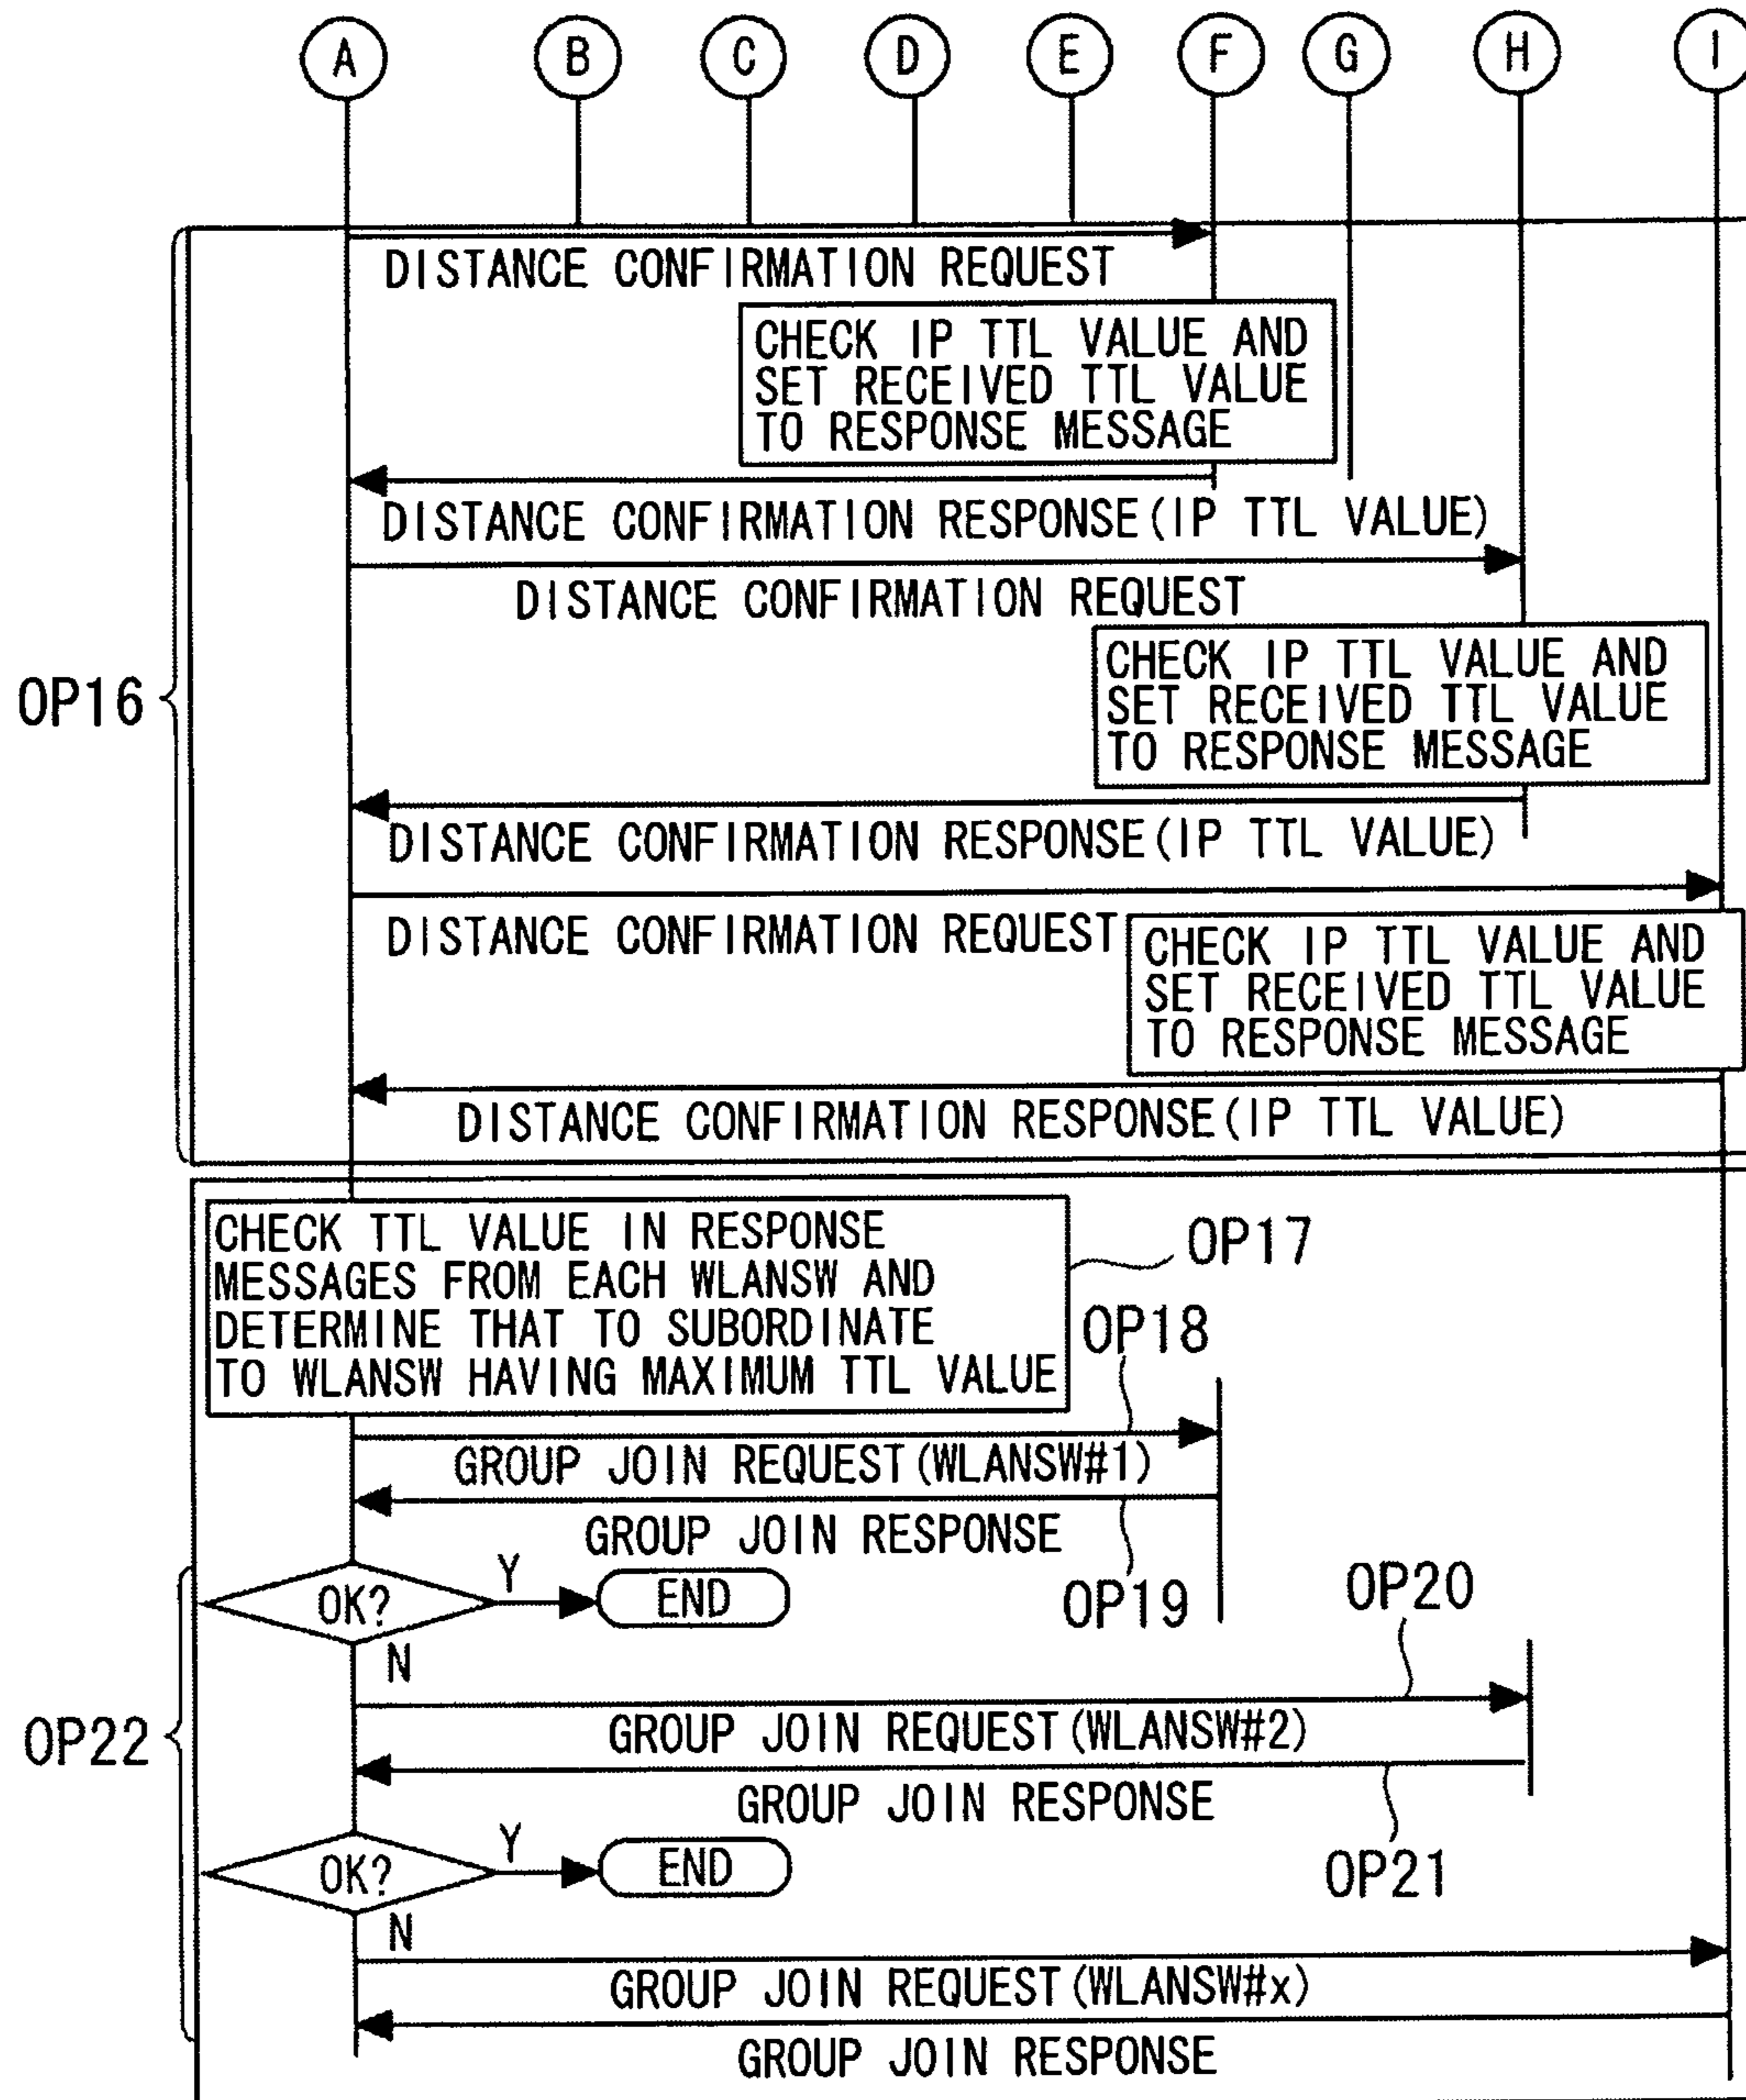 A B C D E F G H I
DISTANCE CONFIRMATION REQUEST
CHECK IP TTL VALUE AND
SET RECEIVED TTL VALUE
TO RESPONSE MESSAGE
DISTANCE CONFIRMATION RESPONSE(IP TTL VALUE)
DISTANCE CONFIRMATION REQUEST
CHECK IP TTL VALUE AND
SET RECEIVED TTL VALUE
TO RESPONSE MESSAGE
OP16
DISTANCE CONFIRMATION RESPONSE(IP TTL VALUE)
DISTANCE CONFIRMATION REQUEST
CHECK IP TTL VALUE AND
SET RECEIVED TTL VALUE
TO RESPONSE MESSAGE
DISTANCE CONFIRMATION RESPONSE(IP TTL VALUE)
CHECK TTL VALUE IN RESPONSE
MESSAGES FROM EACH WLANSW AND
DETERMINE THAT TO SUBORDINATE
TO WLANSW HAVING MAXIMUM TTL VALUE
OP17
OP18
GROUP JOIN REQUEST(WLANSW#1)
GROUP JOIN RESPONSE
OP19
OK?
Y
END
N
OP20
GROUP JOIN REQUEST(WLANSW#2)
OP22
GROUP JOIN RESPONSE
OP21
OK?
Y
END
N
GROUP JOIN REQUEST(WLANSW#x)
GROUP JOIN RESPONSE